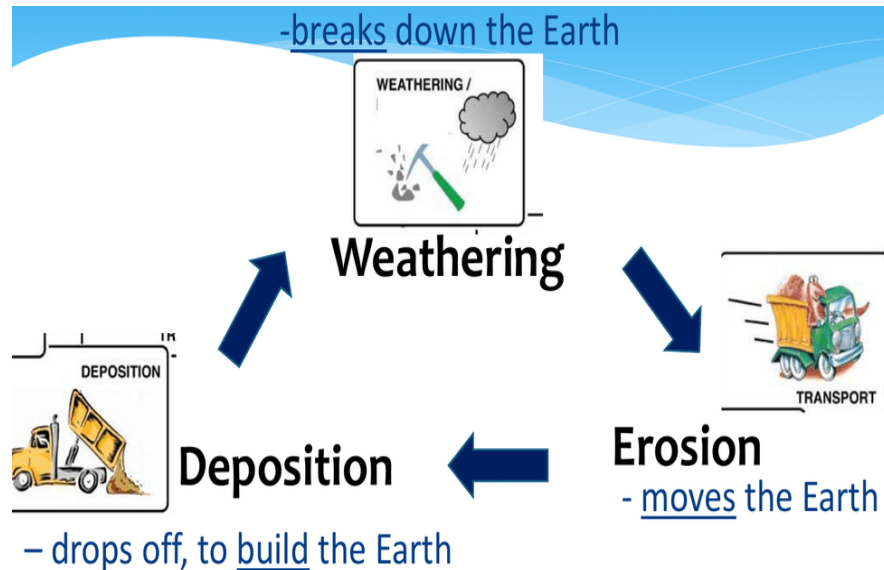 -breaks down the Earth
WEATHERING /
Weathering
TRANSPORT
Erosion
- moves the Earth
DEPOSITION
Deposition
– drops off, to build the Earth